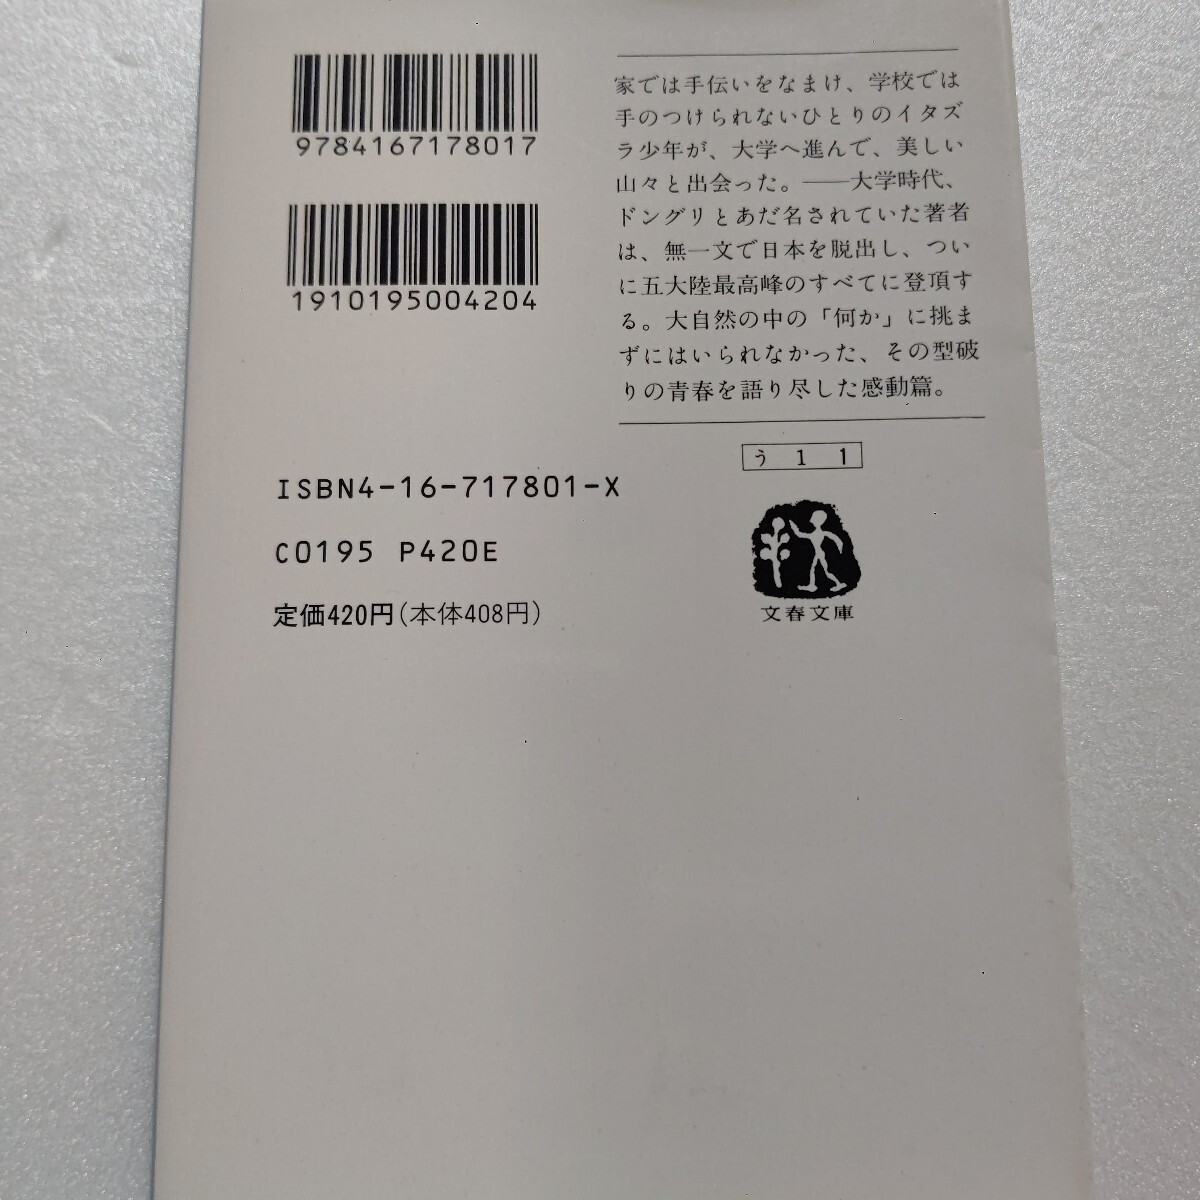 9784167178017
1910195004204
家では手伝いをなまけ、学校では
手のつけられないひとりのイタズ
ラ少年が、大学へ進んで、美しい
山々と出会った。――大学時代、
ドングリとあだ名されていた著者
は、無一文で日本を脱出し、つい
に五大陸最高峰のすべてに登頂す
る。大自然の中の「何か」に挑ま
ずにはいられなかった、その型破
りの青春を語り尽した感動篇。
う 1 1
ISBN4-16-717801-X
C0195 P420E
定価420円(本体408円)
文春文庫